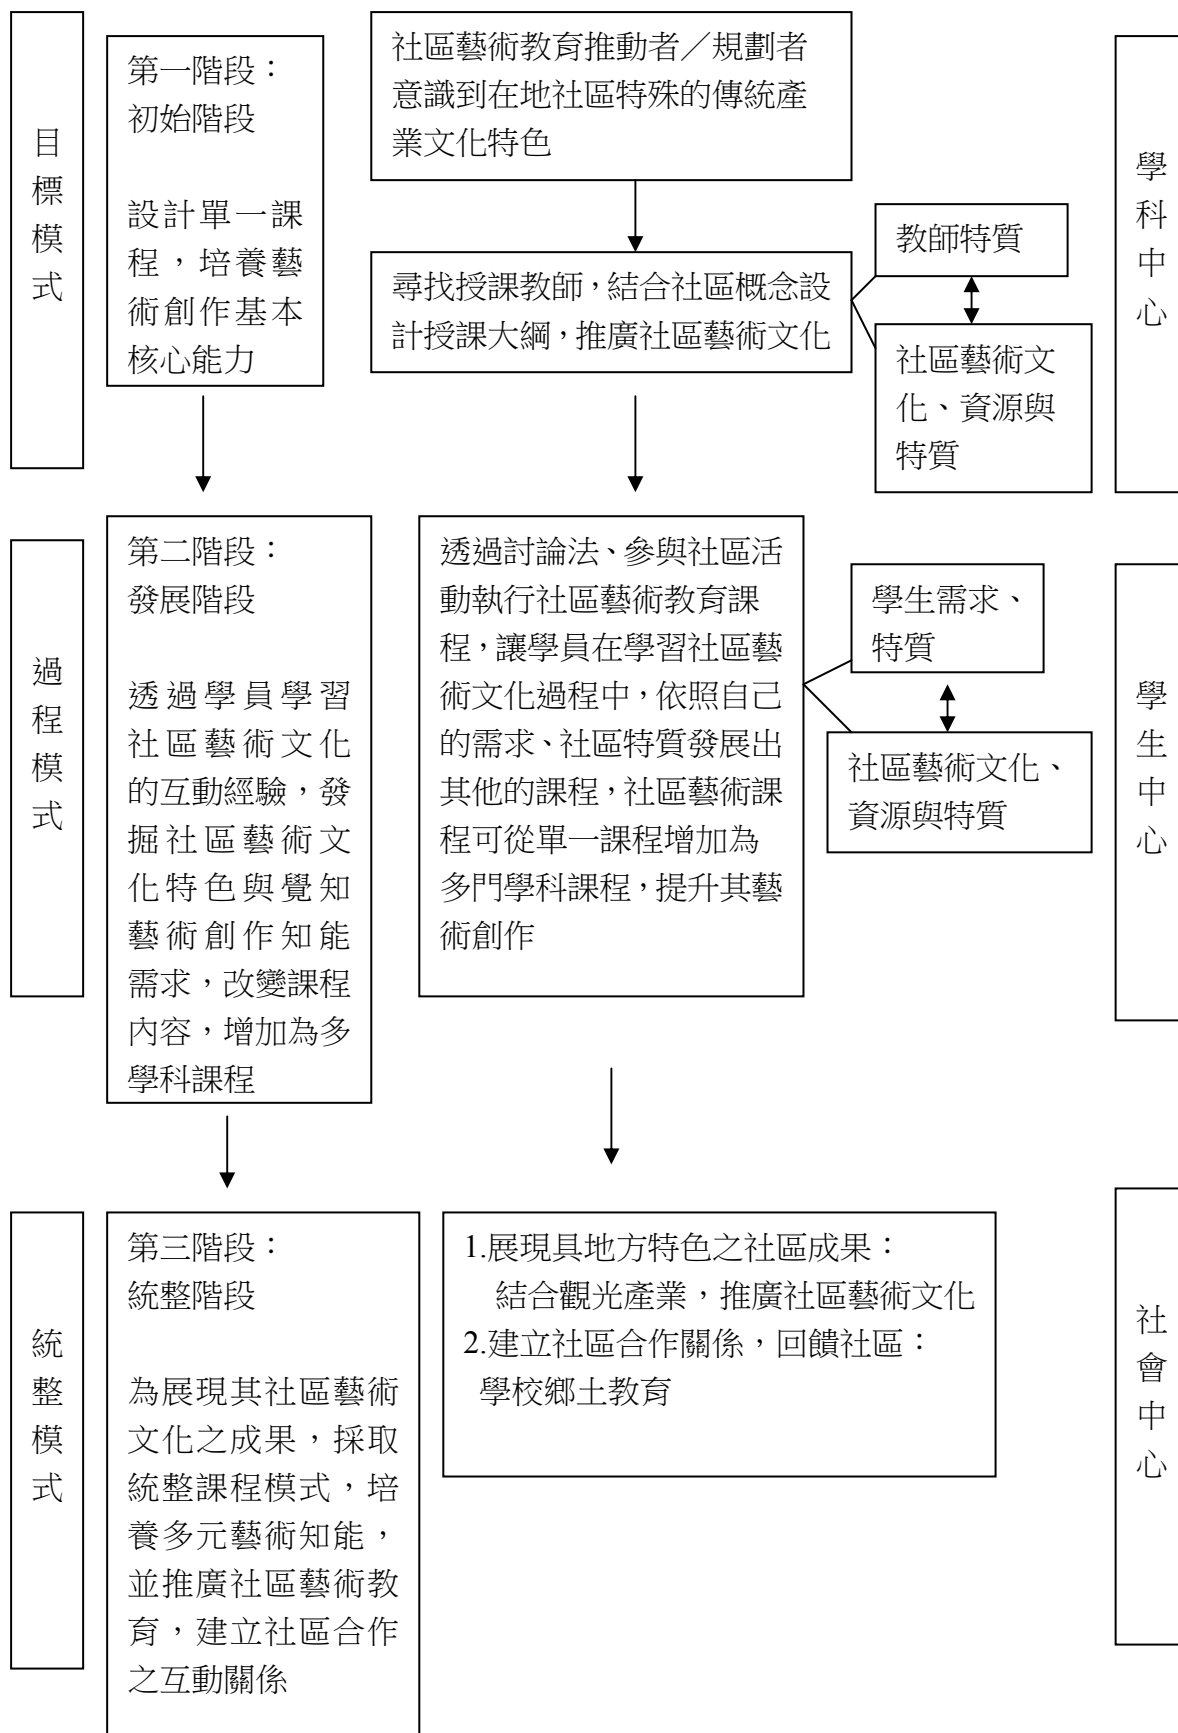 目標模式
第一階段：
初始階段
設計單一課
程，培養藝
術創作基本
核心能力
社區藝術教育推動者／規劃者
意識到在地社區特殊的傳統產
業文化特色
尋找授課教師，結合社區概念設
計授課大綱，推廣社區藝術文化
教師特質
社區藝術文
化、資源與
特質
學科中心
過程模式
第二階段：
發展階段
透過學員學習
社區藝術文化
的互動經驗，發
掘社區藝術文
化特色與覺知
藝術創作知能
需求，改變課程
內容，增加為多
學科課程
透過討論法、參與社區活
動執行社區藝術教育課
程，讓學員在學習社區藝
術文化過程中，依照自己
的需求、社區特質發展出
其他的課程，社區藝術課
程可從單一課程增加為
多門學科課程，提升其藝
術創作
學生需求、
特質
社區藝術文化、
資源與特質
學生中心
統整模式
第三階段：
統整階段
為展現其社區藝術
文化之成果，採取
統整課程模式，培
養多元藝術知能，
並推廣社區藝術教
育，建立社區合作
之互動關係
1.展現具地方特色之社區成果：
結合觀光產業，推廣社區藝術文化
2.建立社區合作關係，回饋社區：
學校鄉土教育
社會中心